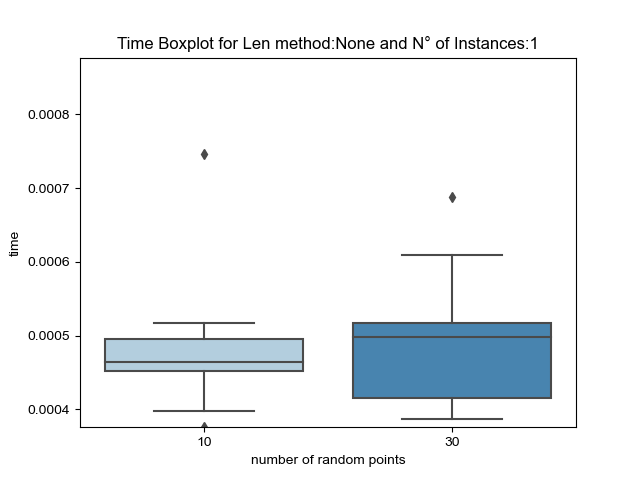 Time Boxplot for Len method:None and N° of Instances:1
0.0008
0.0007
0.0006
0.0005
0.0004
time
10 30
number of random points